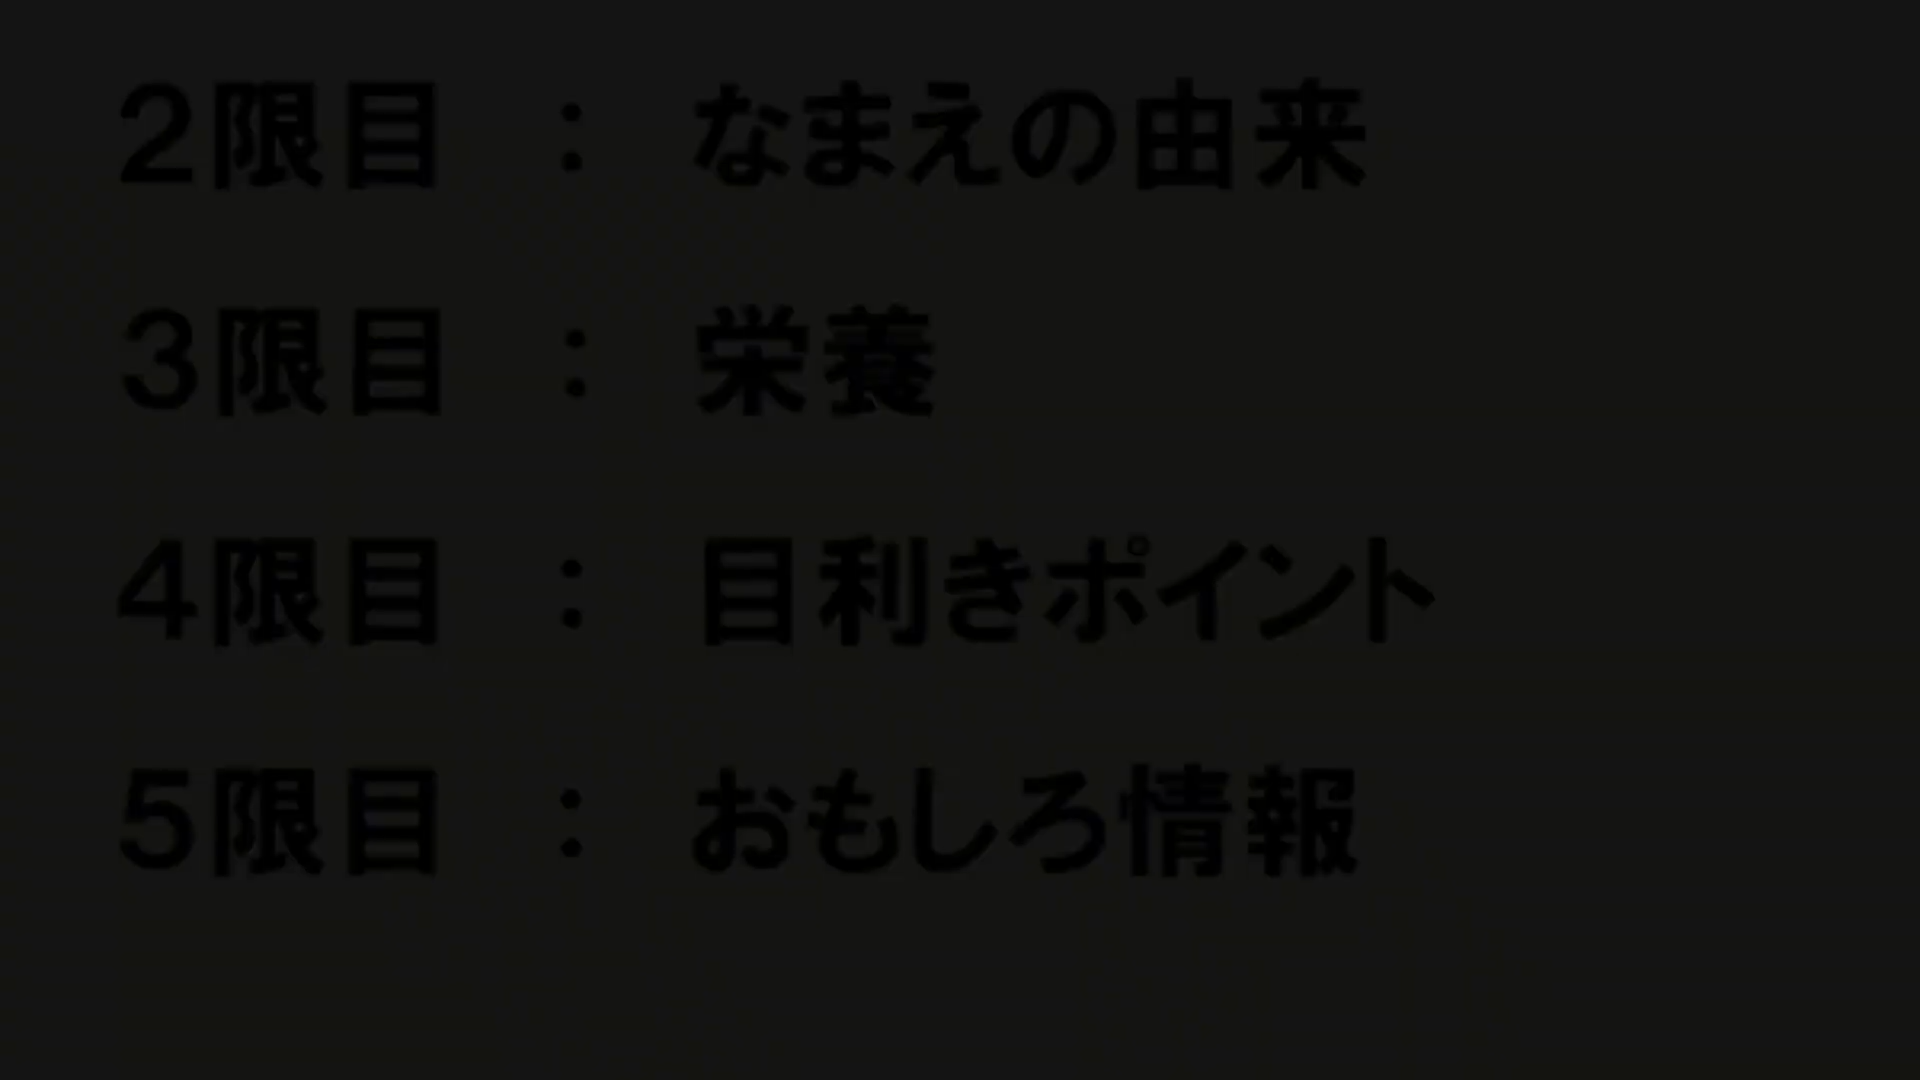 2限目 : なまえの由来
3限目 : 栄養
4限目 : 目利きポイント
5限目 : おもしろ情報